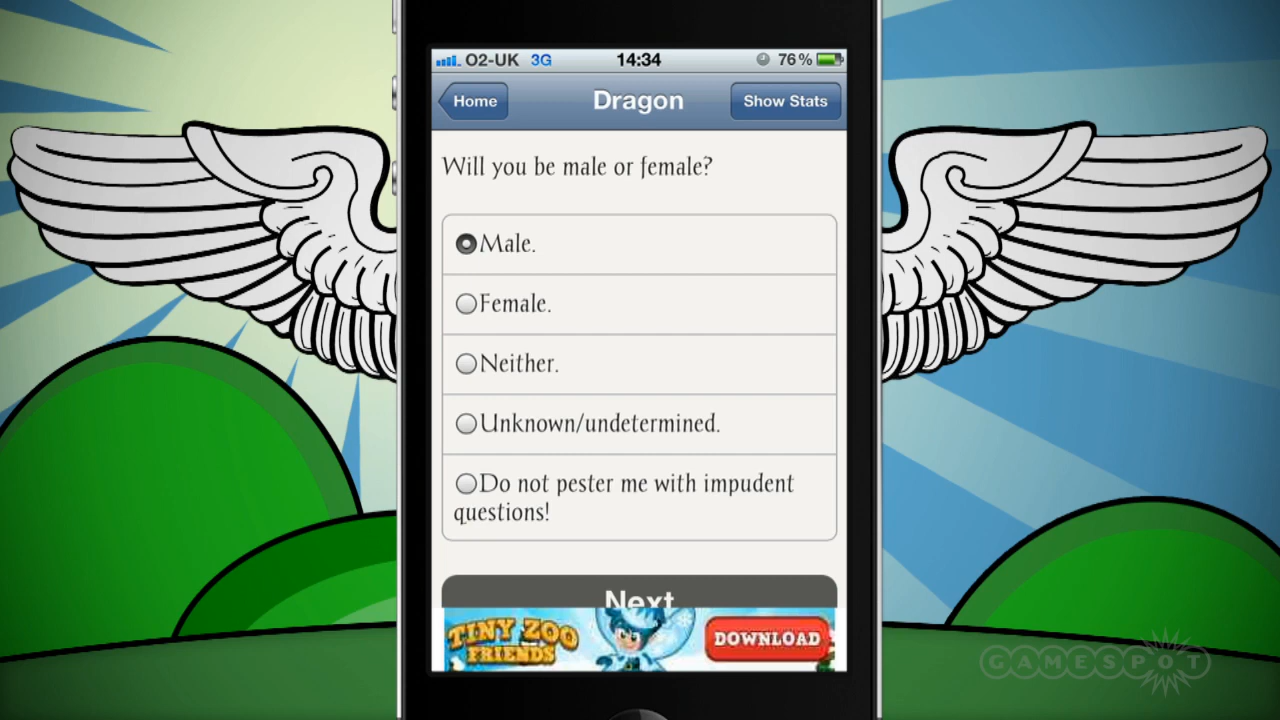 O2-UK 3G 14:34 76%
Home Dragon Show Stats
Will you be male or female?
Male.
Female.
Neither.
Unknown/undetermined.
Do not pester me with impudent
questions!
Next
TINY ZOO
FRIENDS
DOWNLOAD
GAMESPOT